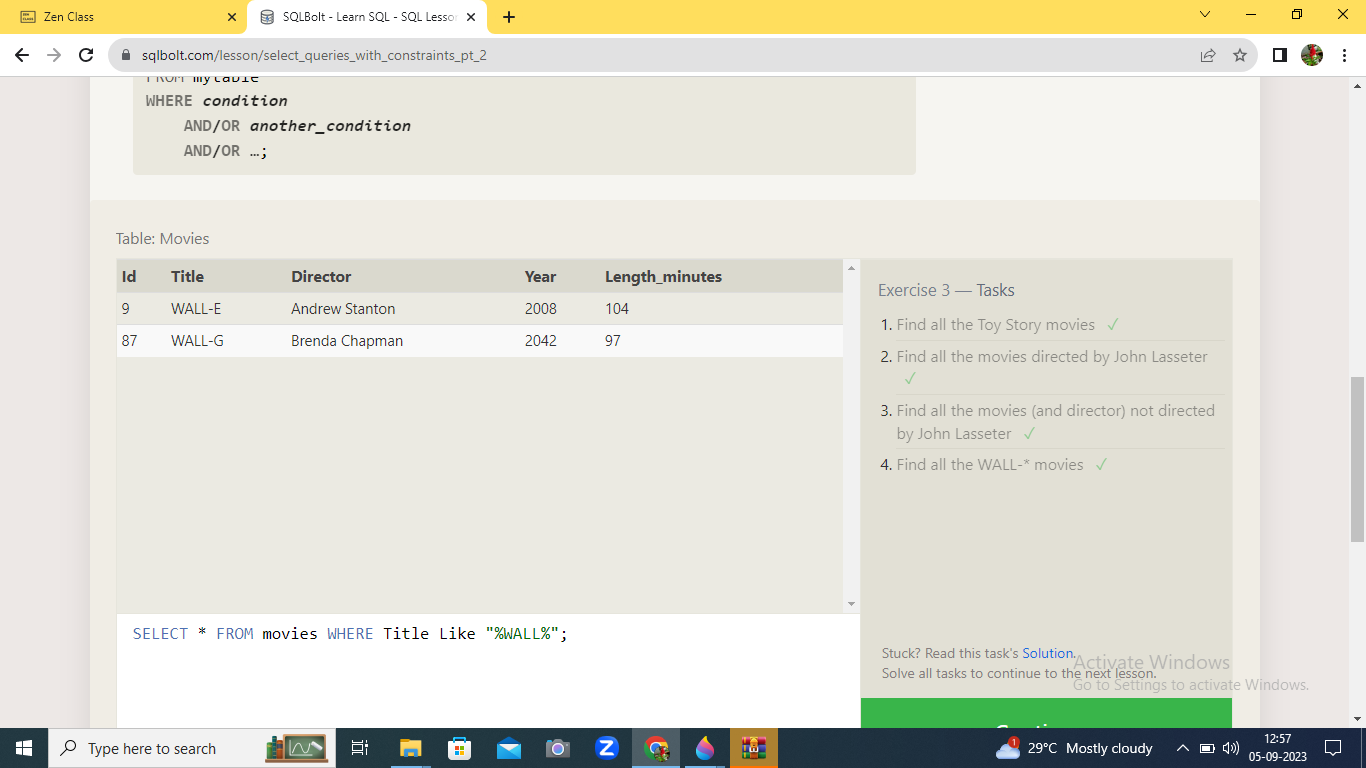 Zen Class
SQLBolt - Learn SQL - SQL Lesson
sqlbolt.com/lesson/select_queries_with_constraints_pt_2
FROM mytable
WHERE condition
AND/OR another_condition
AND/OR …;
Table: Movies
Id Title Director Year Length_minutes
9 WALL-E Andrew Stanton 2008 104
87 WALL-G Brenda Chapman 2042 97
Exercise 3 — Tasks
1. Find all the Toy Story movies ✓
2. Find all the movies directed by John Lasseter
✓
3. Find all the movies (and director) not directed
by John Lasseter ✓
4. Find all the WALL-* movies ✓
SELECT * FROM movies WHERE Title Like "%WALL%";
Stuck? Read this task's Solution.
Solve all tasks to continue to the next lesson.
Activate Windows
Go to Settings to activate Windows.
Type here to search
1
29°C Mostly cloudy
12:57
05-09-2023